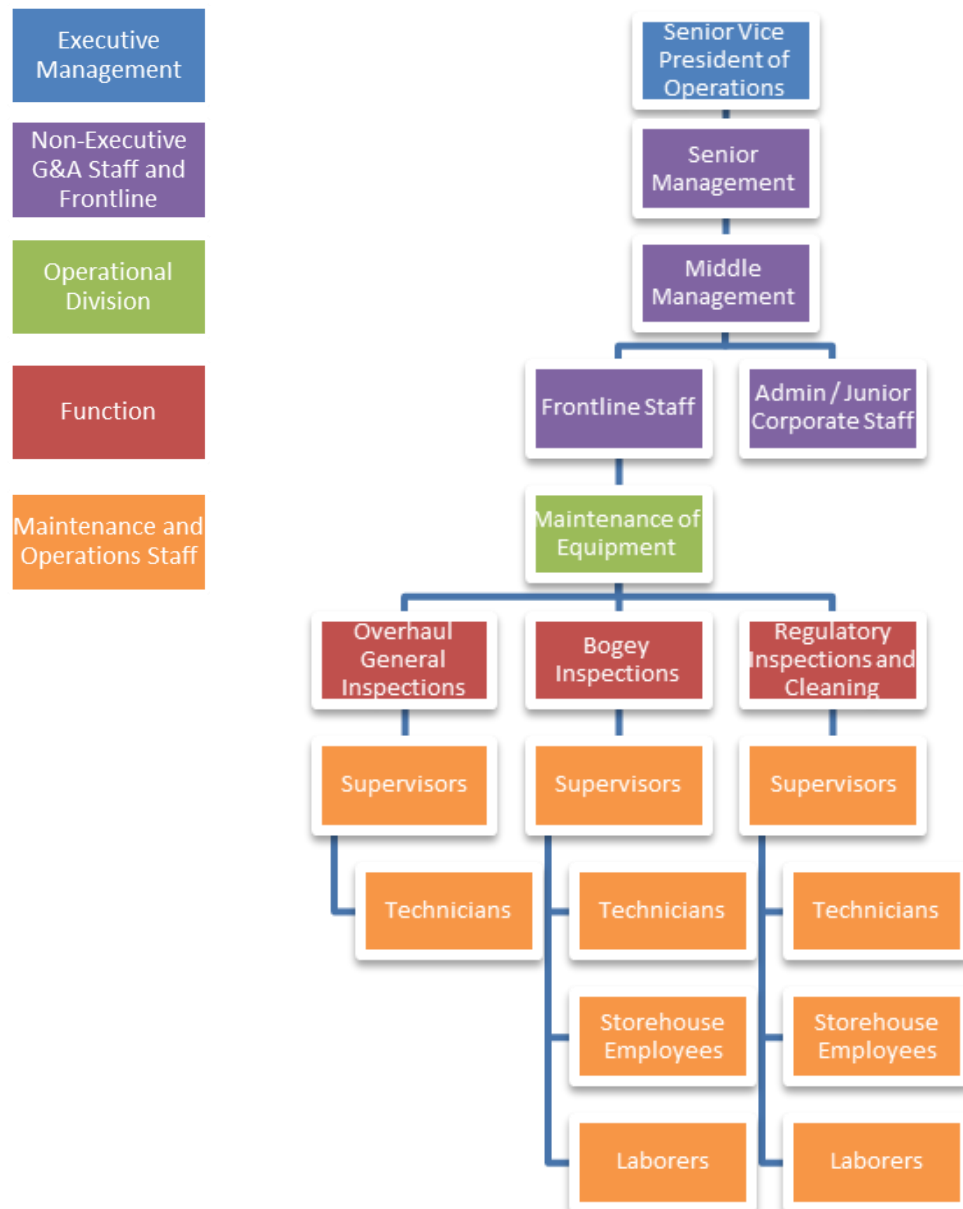 Executive
Management
Non-Executive
G&A Staff and
Frontline
Operational
Division
Function
Maintenance and
Operations Staff
Senior Vice
President of
Operations
Senior
Management
Middle
Management
Frontline Staff
Admin / Junior
Corporate Staff
Maintenance of
Equipment
Overhaul
General
Inspections
Bogey
Inspections
Regulatory
Inspections and
Cleaning
Supervisors
Supervisors
Supervisors
Technicians
Technicians
Technicians
Storehouse
Employees
Storehouse
Employees
Laborers
Laborers